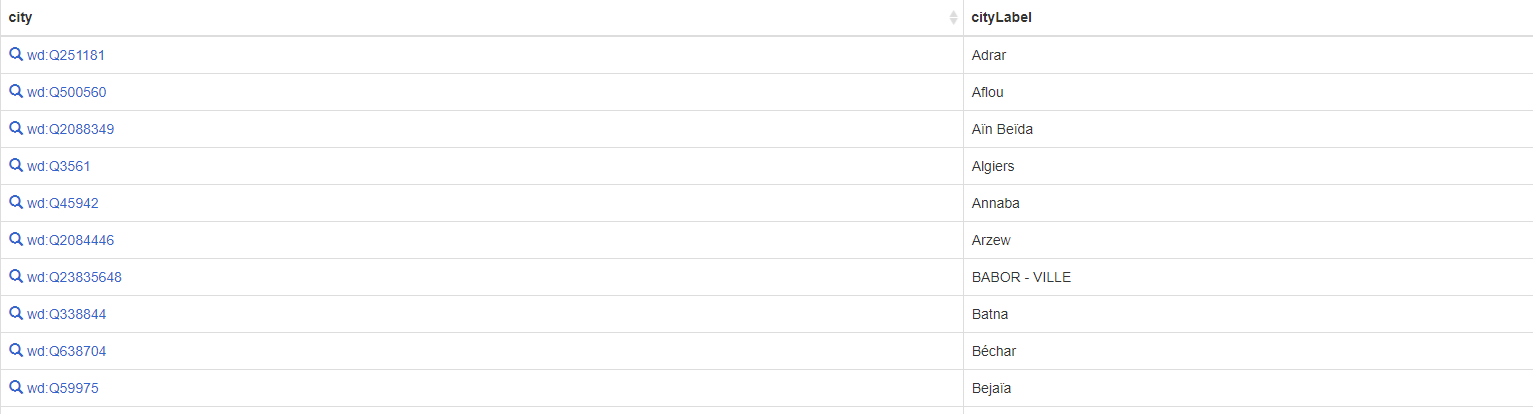 city cityLabel
wd:Q251181 Adrar
wd:Q500560 Aflou
wd:Q2088349 Aïn Beïda
wd:Q3561 Algiers
wd:Q45942 Annaba
wd:Q2084446 Arzew
wd:Q23835648 BABOR - VILLE
wd:Q338844 Batna
wd:Q638704 Béchar
wd:Q59975 Bejaïa